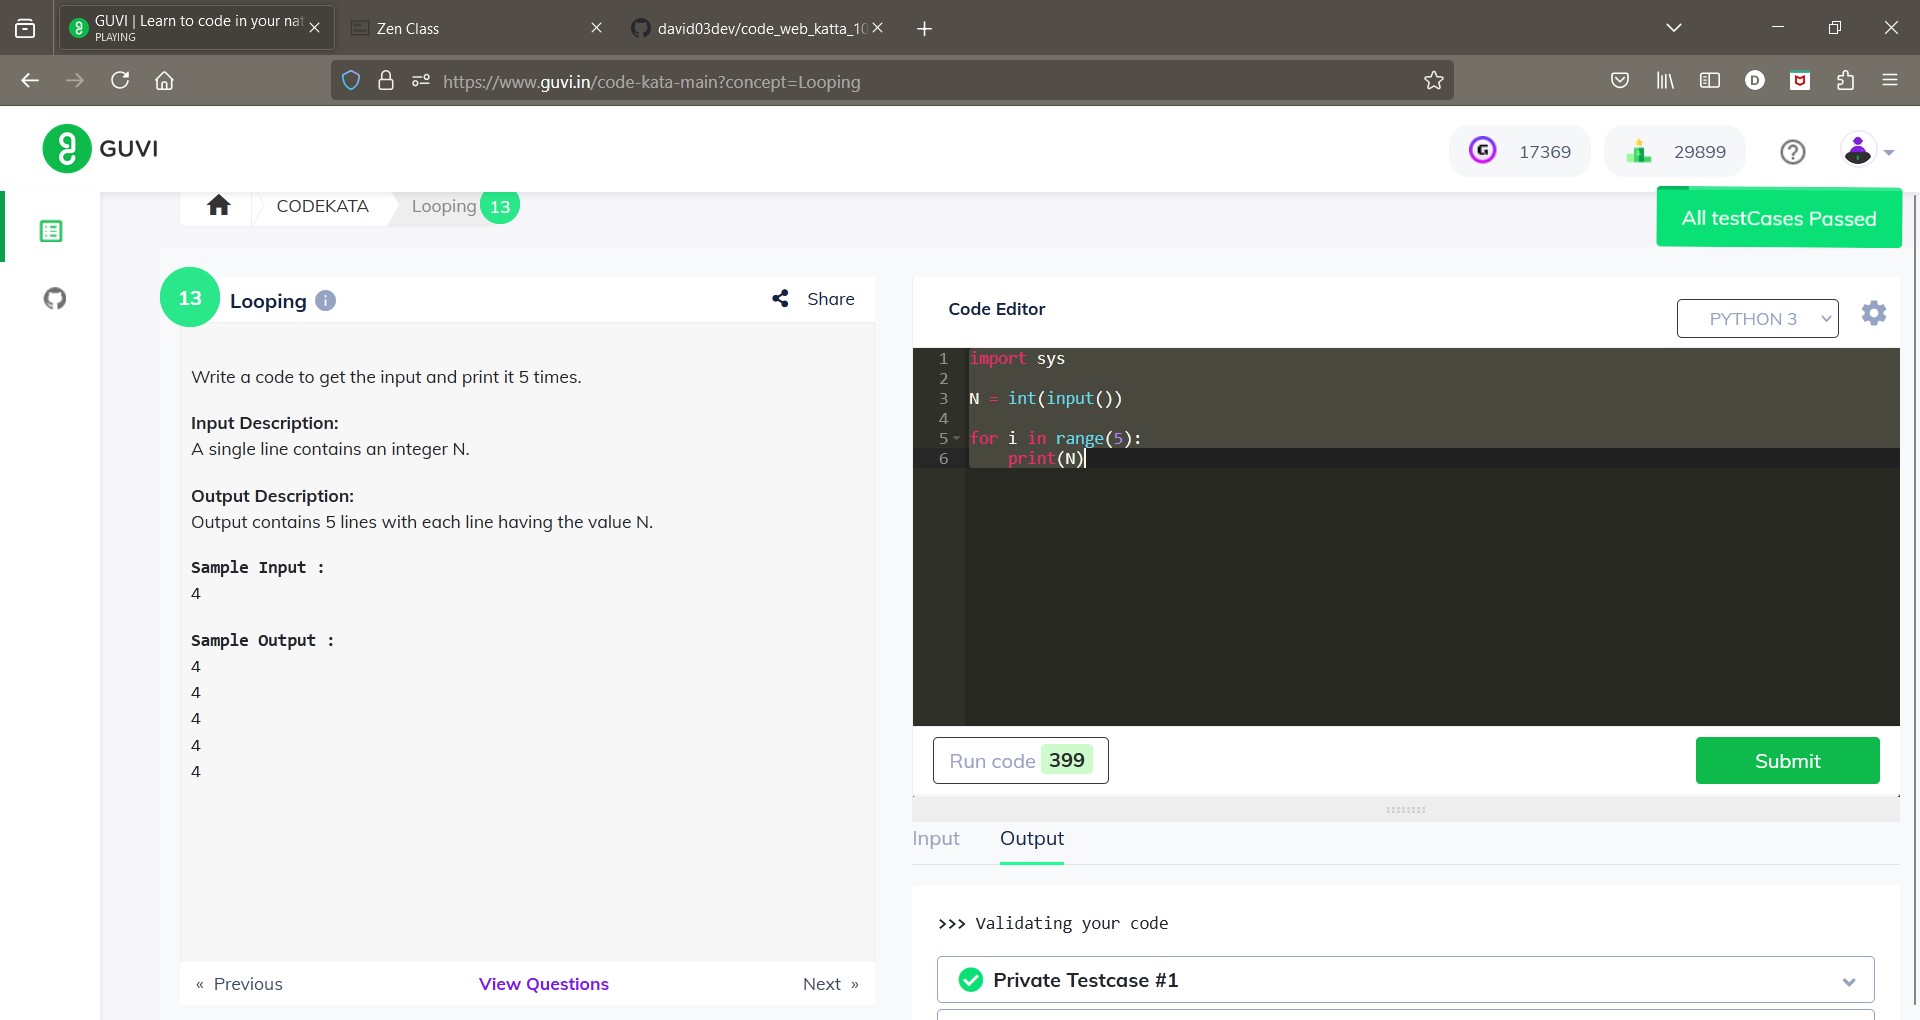 GUVI | Learn to code in your nat
PLAYING
Zen Class
david03dev/code_web_katta_10
https://www.guvi.in/code-kata-main?concept=Looping
D
GUVI
G
17369
29899
CODEKATA
Looping
13
All testCases Passed
13
Looping
Share
Write a code to get the input and print it 5 times.
Input Description:
A single line contains an integer N.
Output Description:
Output contains 5 lines with each line having the value N.
Sample Input :
4
Sample Output :
4
4
4
4
4
« Previous
View Questions
Next »
Code Editor
PYTHON 3
1 import sys
2
3 N = int(input())
4
5 for i in range(5):
6     print(N)
Run code 399
Submit
Input
Output
>>> Validating your code
Private Testcase #1